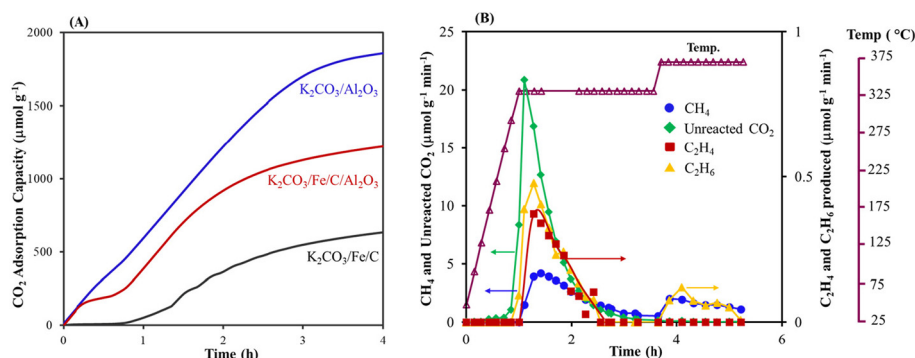 (A)
CO₂ Adsorption Capacity (μmol g⁻¹)
2000
1500
1000
500
0
K₂CO₃/Al₂O₃
K₂CO₃/Fe/C/Al₂O₃
K₂CO₃/Fe/C
0 1 2 3 4
Time (h)
(B)
CH₄ and Unreacted CO₂ (μmol g⁻¹ min⁻¹)
25
20
15
10
5
0
Temp.
CH₄
Unreacted CO₂
C₂H₄
C₂H₆
0 2 4 6
Time (h)
1
0.5
0
C₂H₄ and C₂H₆ produced (μmol g⁻¹ min⁻¹)
Temp ( °C)
375
325
275
225
175
125
75
25